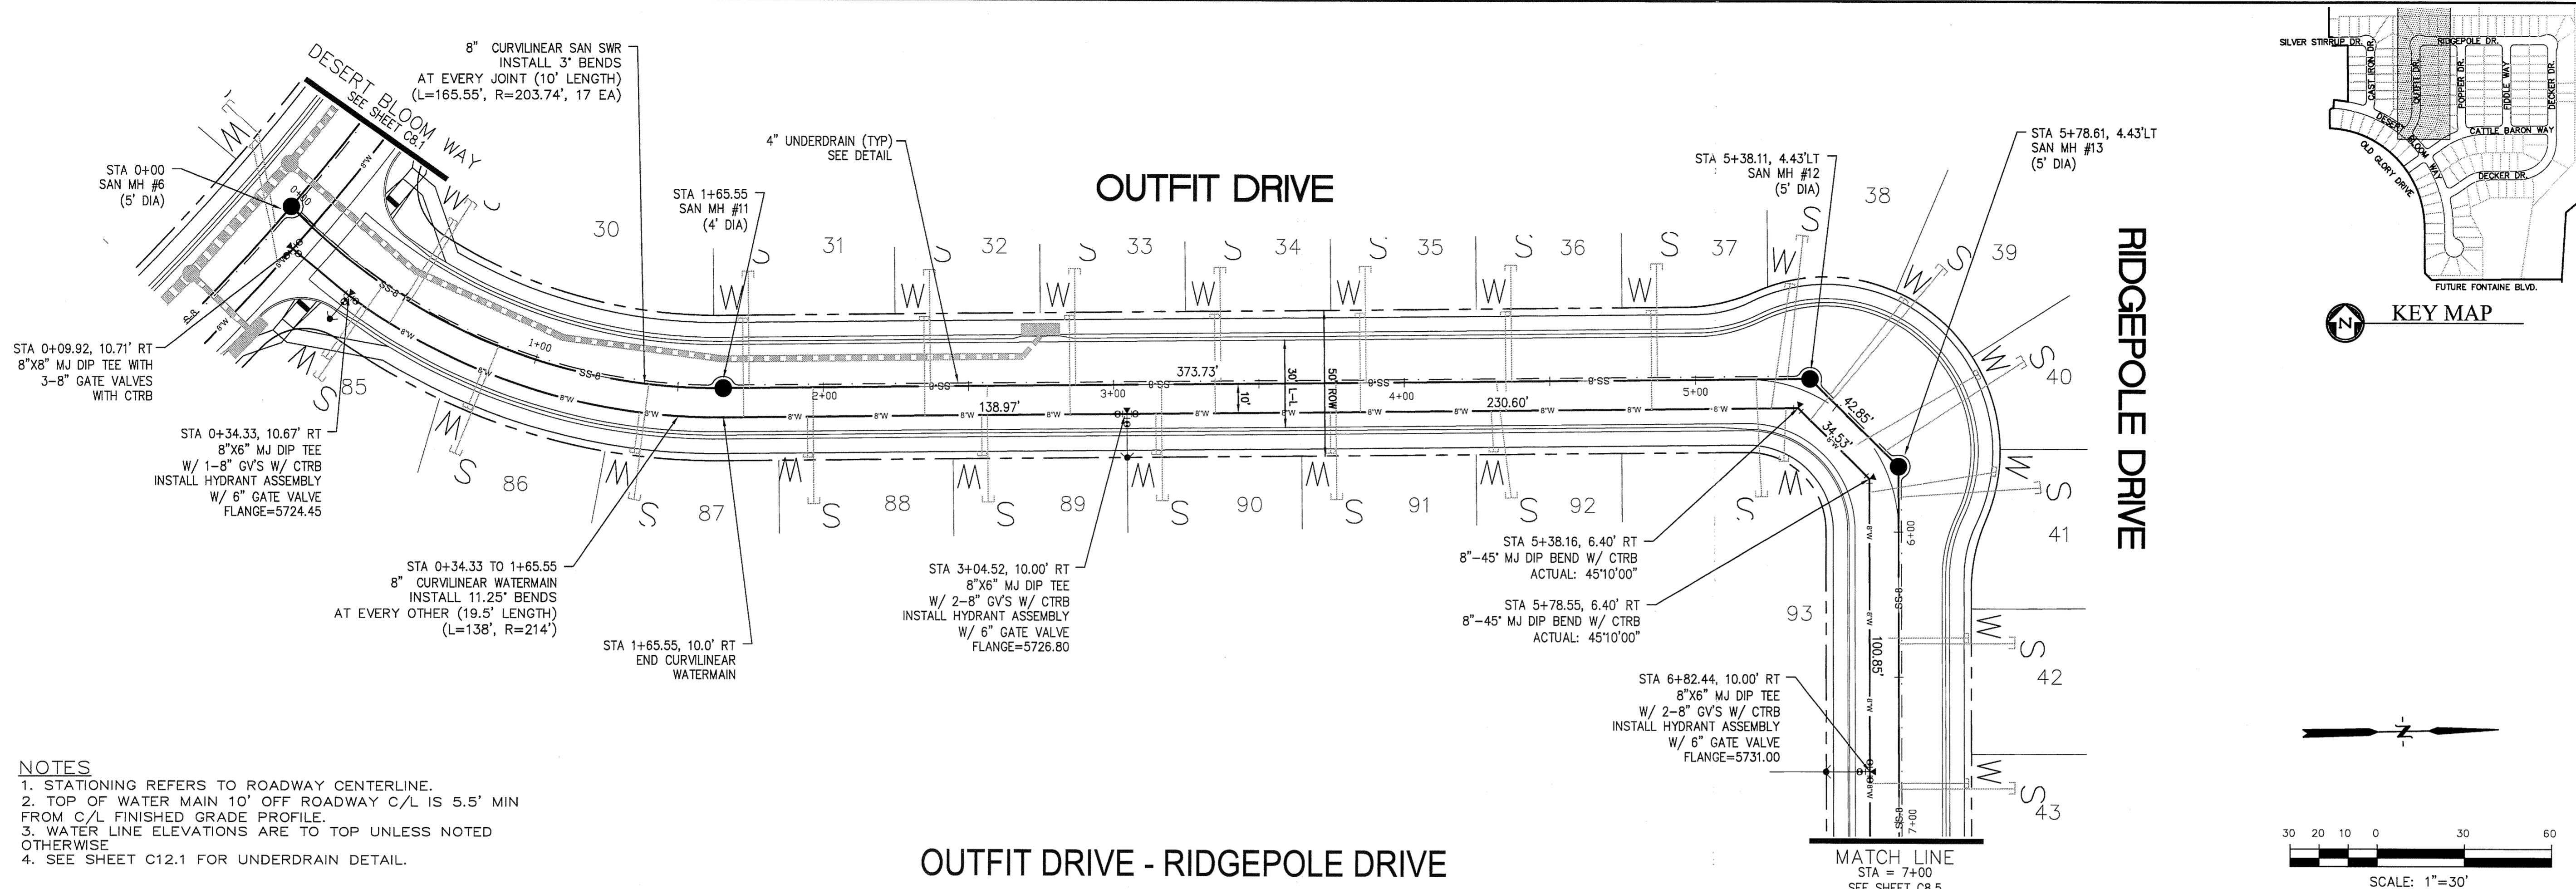 DESERT BLOOM WAY
SEE SHEET C8.1
8" CURVILINEAR SAN SWR
INSTALL 3° BENDS
AT EVERY JOINT (10' LENGTH)
(L=165.55', R=203.74', 17 EA)
STA 0+00
SAN MH #6
(5' DIA)
4" UNDERDRAIN (TYP)
SEE DETAIL
STA 1+65.55
SAN MH #11
(4' DIA)
OUTFIT DRIVE
STA 5+38.11, 4.43'LT
SAN MH #12
(5' DIA)
STA 5+78.61, 4.43'LT
SAN MH #13
(5' DIA)
RIDGEPOLE DRIVE
30
31
32
33
34
35
36
37
38
39
40
41
42
43
85
86
87
88
89
90
91
92
93
0+00
1+00
2+00
3+00
4+00
5+00
6+00
7+00
373.73'
138.97'
230.60'
10'
30' L-L
50' ROW
42.85'
34.53'
100.85'
STA 0+09.92, 10.71' RT
8"X8" MJ DIP TEE WITH
3-8" GATE VALVES
WITH CTRB
STA 0+34.33, 10.67' RT
8"X6" MJ DIP TEE
W/ 1-8" GV'S W/ CTRB
INSTALL HYDRANT ASSEMBLY
W/ 6" GATE VALVE
FLANGE=5724.45
STA 0+34.33 TO 1+65.55
8" CURVILINEAR WATERMAIN
INSTALL 11.25° BENDS
AT EVERY OTHER (19.5' LENGTH)
(L=138', R=214')
STA 1+65.55, 10.0' RT
END CURVILINEAR
WATERMAIN
STA 3+04.52, 10.00' RT
8"X6" MJ DIP TEE
W/ 2-8" GV'S W/ CTRB
INSTALL HYDRANT ASSEMBLY
W/ 6" GATE VALVE
FLANGE=5726.80
STA 5+38.16, 6.40' RT
8"-45° MJ DIP BEND W/ CTRB
ACTUAL: 45°10'00"
STA 5+78.55, 6.40' RT
8"-45° MJ DIP BEND W/ CTRB
ACTUAL: 45°10'00"
STA 6+82.44, 10.00' RT
8"X6" MJ DIP TEE
W/ 2-8" GV'S W/ CTRB
INSTALL HYDRANT ASSEMBLY
W/ 6" GATE VALVE
FLANGE=5731.00
MATCH LINE
STA = 7+00
SEE SHEET C8.5
NOTES
1. STATIONING REFERS TO ROADWAY CENTERLINE.
2. TOP OF WATER MAIN 10' OFF ROADWAY C/L IS 5.5' MIN
FROM C/L FINISHED GRADE PROFILE.
3. WATER LINE ELEVATIONS ARE TO TOP UNLESS NOTED
OTHERWISE
4. SEE SHEET C12.1 FOR UNDERDRAIN DETAIL.
OUTFIT DRIVE - RIDGEPOLE DRIVE
SILVER STIRRUP DR.
RIDGEPOLE DR.
CAST IRON DR.
OUTFIT DR.
POPPER DR.
FIDDLE WAY
DECKER DR.
DESERT BLOOM WAY
CATTLE BARON WAY
OLD GLORY DRIVE
DECKER DR.
FUTURE FONTAINE BLVD.
N
KEY MAP
N
30 20 10 0 30 60
SCALE: 1"=30'